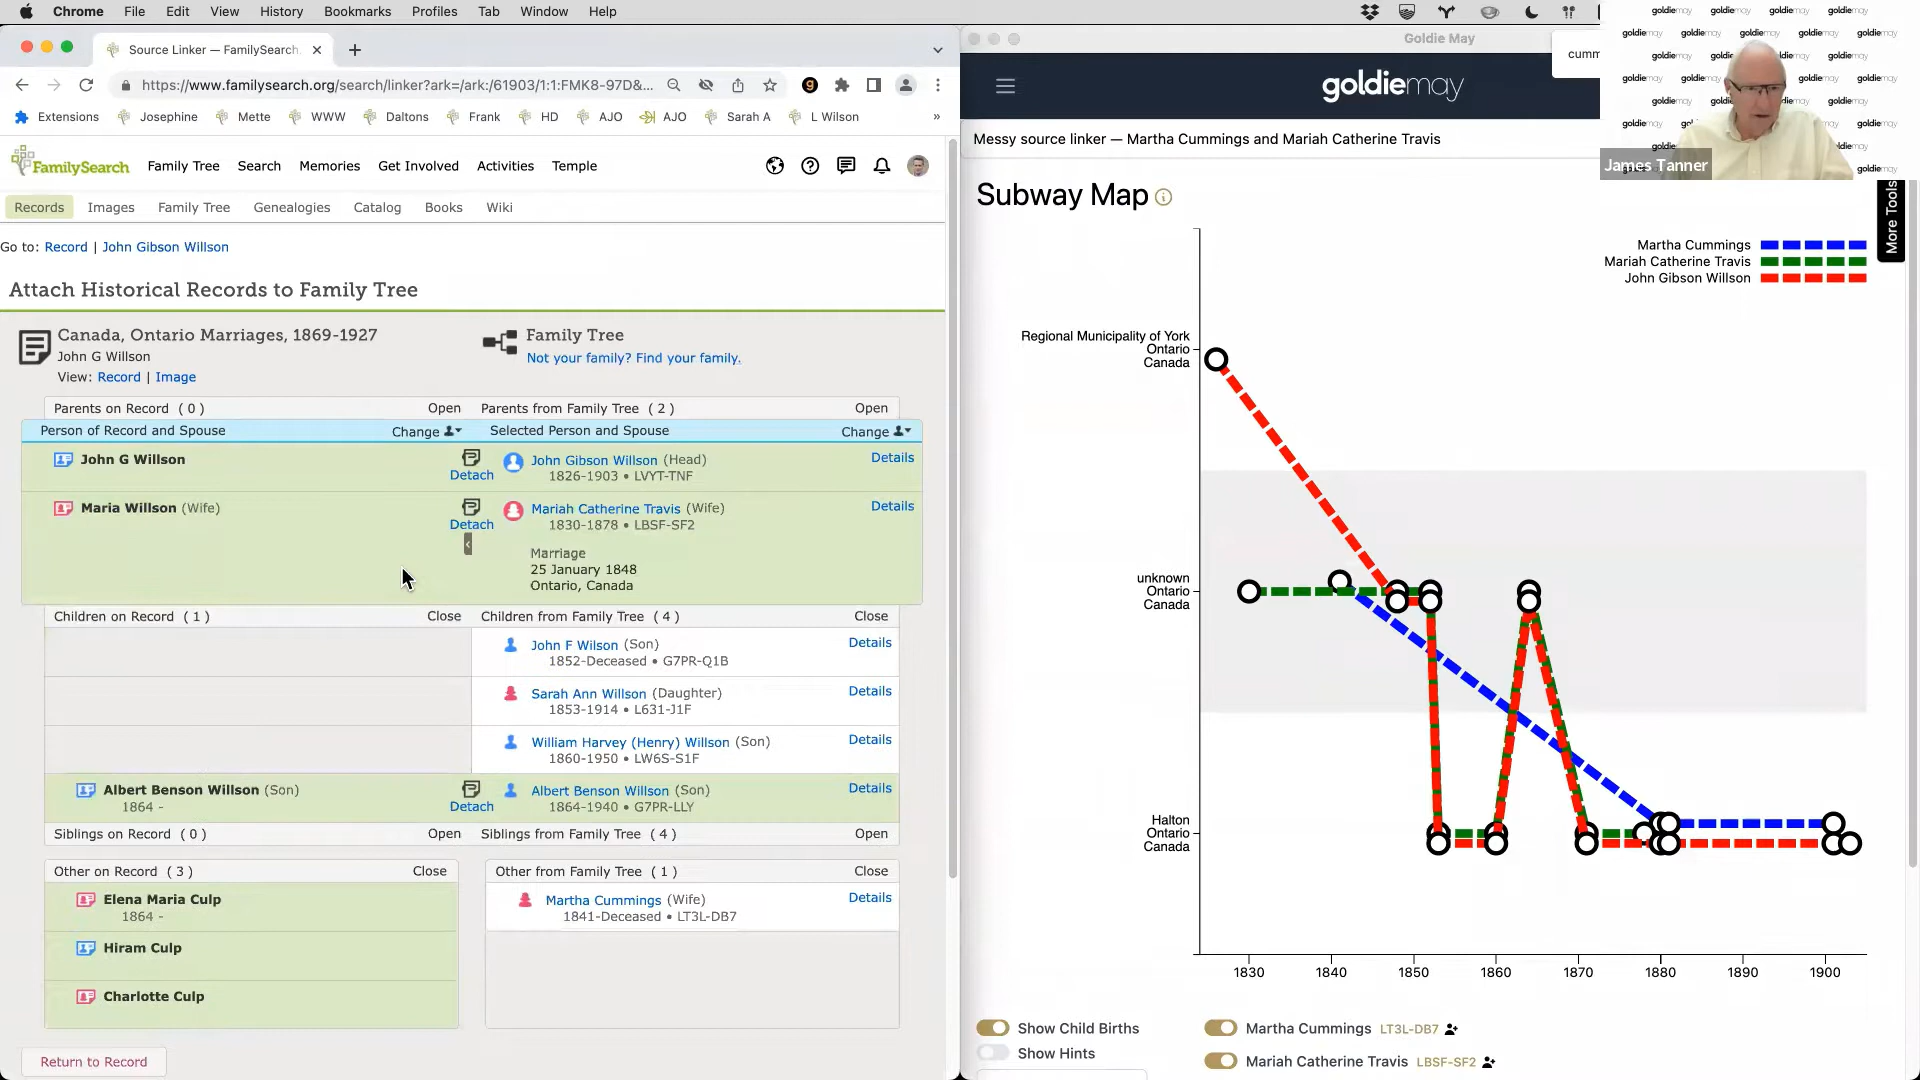 Chrome File Edit View History Bookmarks Profiles Tab Window Help
Source Linker — FamilySearch
https://www.familysearch.org/search/linker?ark=/ark:/61903/1:1:FMK8-97D&...
g
Extensions Josephine Mette WWW Daltons Frank HD AJO AJO Sarah A L Wilson »
FamilySearch Family Tree Search Memories Get Involved Activities Temple
Records Images Family Tree Genealogies Catalog Books Wiki
Go to: Record | John Gibson Willson
Attach Historical Records to Family Tree
Canada, Ontario Marriages, 1869-1927
John G Willson
View: Record | Image
Family Tree
Not your family? Find your family.
Parents on Record ( 0 ) Open Parents from Family Tree ( 2 ) Open
Person of Record and Spouse Change Selected Person and Spouse Change
John G Willson Detach John Gibson Willson (Head) Details
1826-1903 • LVYT-TNF
Maria Willson (Wife) Detach Mariah Catherine Travis (Wife) Details
1830-1878 • LBSF-SF2
Marriage
25 January 1848
Ontario, Canada
Children on Record ( 1 ) Close Children from Family Tree ( 4 ) Close
John F Wilson (Son) Details
1852-Deceased • G7PR-Q1B
Sarah Ann Willson (Daughter) Details
1853-1914 • L631-J1F
William Harvey (Henry) Willson (Son) Details
1860-1950 • LW6S-S1F
Albert Benson Willson (Son) Detach Albert Benson Willson (Son) Details
1864 - 1864-1940 • G7PR-LLY
Siblings on Record ( 0 ) Open Siblings from Family Tree ( 4 ) Open
Other on Record ( 3 ) Close Other from Family Tree ( 1 ) Close
Elena Maria Culp
1864 -
Martha Cummings (Wife) Details
1841-Deceased • LT3L-DB7
Hiram Culp
Charlotte Culp
Return to Record
Goldie May
cumm
goldiemay
Messy source linker — Martha Cummings and Mariah Catherine Travis
James Tanner
Subway Map
More Tools
Martha Cummings
Mariah Catherine Travis
John Gibson Willson
Regional Municipality of York
Ontario
Canada
unknown
Ontario
Canada
Halton
Ontario
Canada
1830 1840 1850 1860 1870 1880 1890 1900
Show Child Births Martha Cummings LT3L-DB7
Show Hints
Mariah Catherine Travis LBSF-SF2